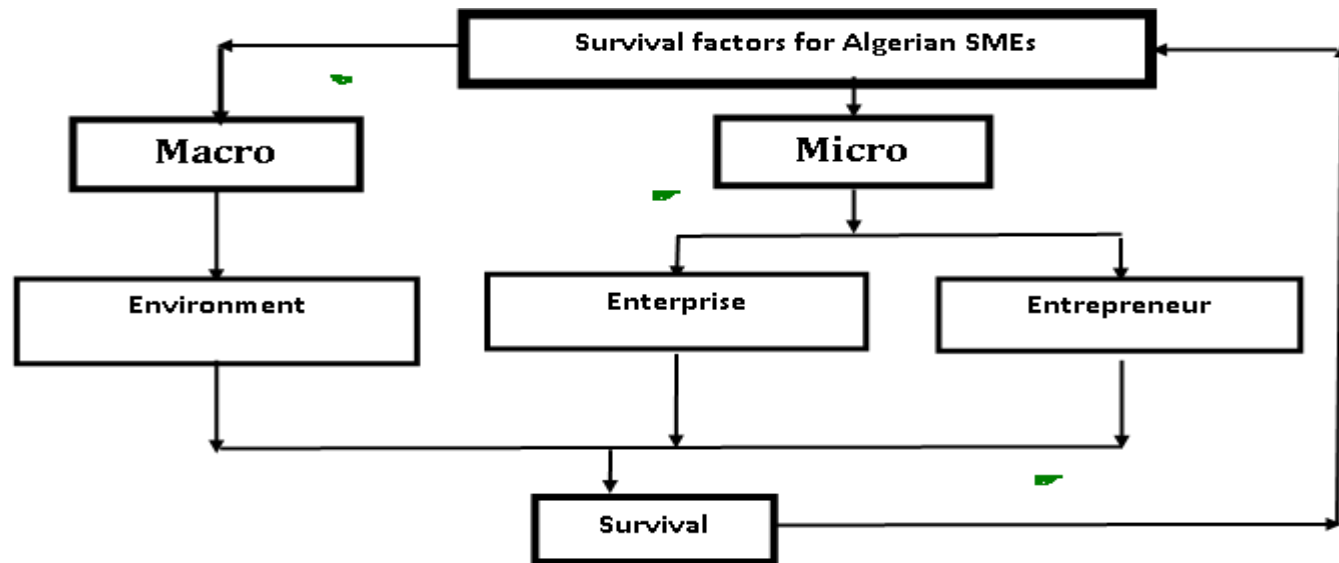 Survival factors for Algerian SMEs
Macro
Micro
Environment
Enterprise
Entrepreneur
Survival